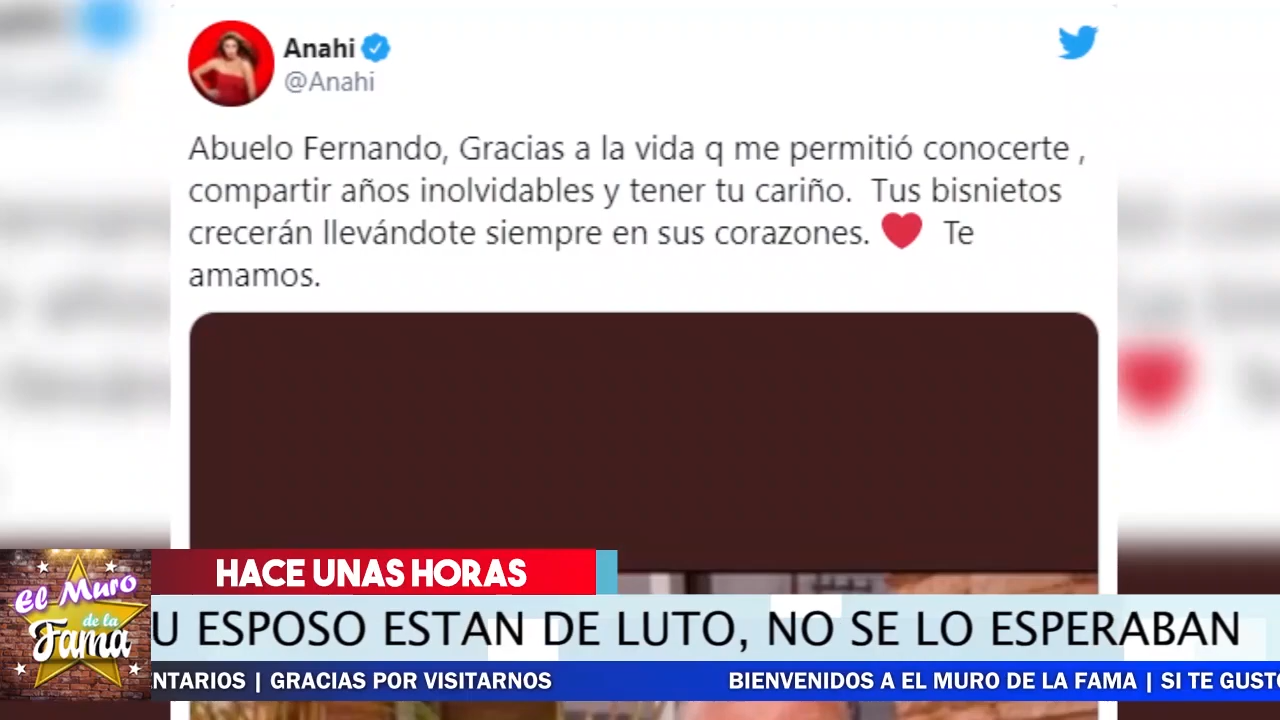 Anahi
@Anahi
Abuelo Fernando, Gracias a la vida q me permitió conocerte ,
compartir años inolvidables y tener tu cariño. Tus bisnietos
crecerán llevándote siempre en sus corazones. ❤ Te
amamos.
HACE UNAS HORAS
El Muro
de la
Fama
U ESPOSO ESTAN DE LUTO, NO SE LO ESPERABAN
NTARIOS | GRACIAS POR VISITARNOS BIENVENIDOS A EL MURO DE LA FAMA | SI TE GUSTO